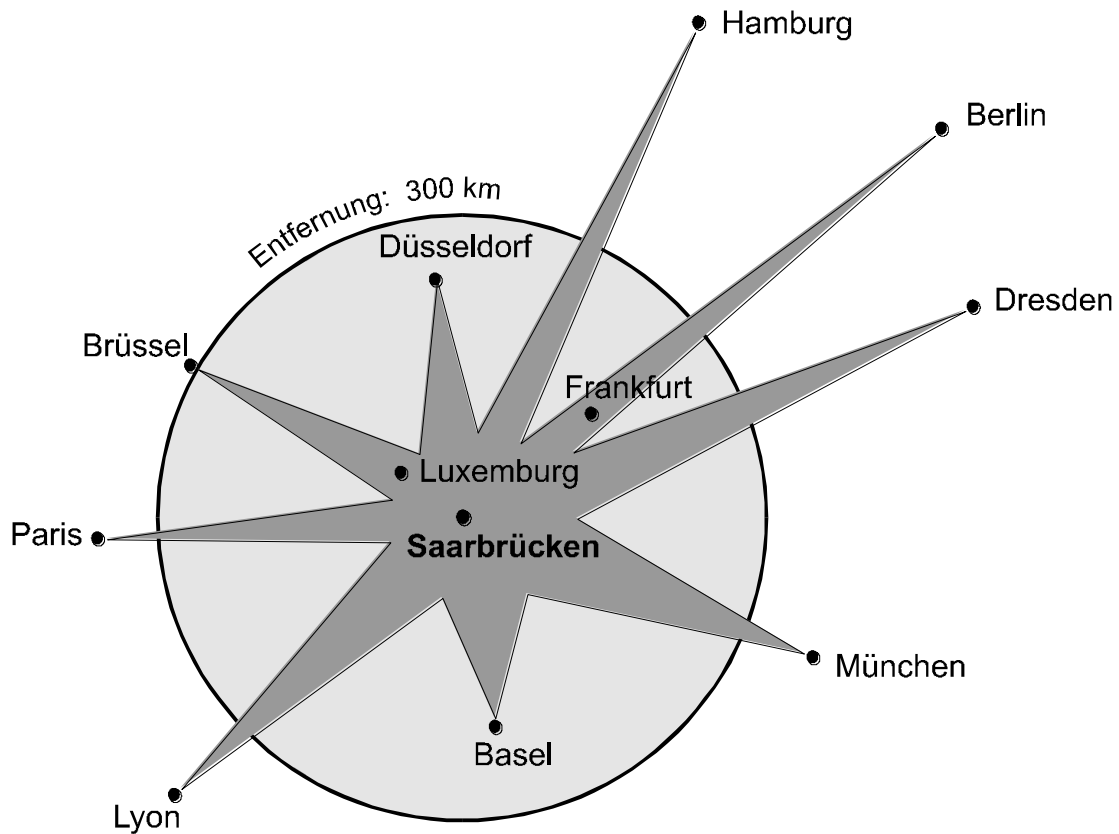 Hamburg
Berlin
Entfernung: 300 km
Düsseldorf
Dresden
Brüssel
Frankfurt
Luxemburg
Paris
Saarbrücken
München
Basel
Lyon